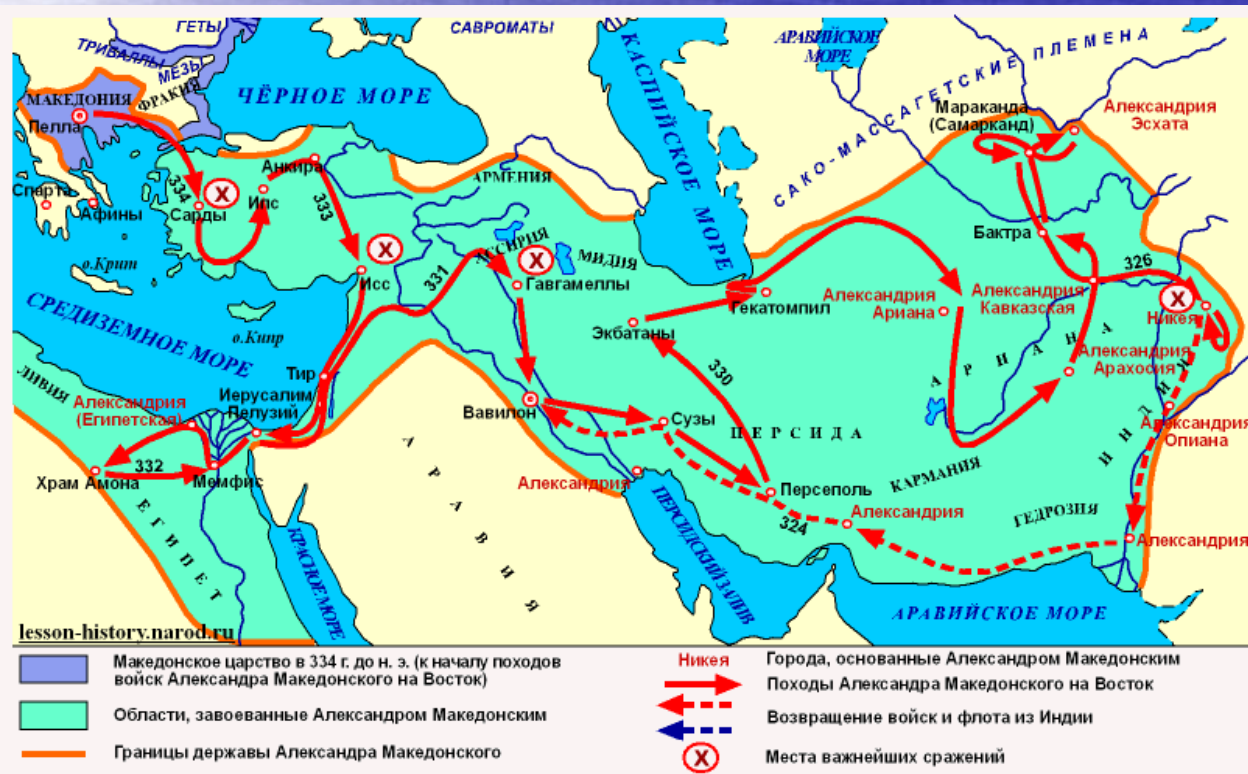 ГЕТЫ
ТРИБАЛЛЫ
МЕЗЬ
ФРАКИЯ
МАКЕДОНИЯ
Пелла
САВРОМАТЫ
ЧЁРНОЕ МОРЕ
КАСПИЙСКОЕ МОРЕ
АРАВИЙСКОЕ
МОРЕ
САКО-МАССАГЕТСКИЕ ПЛЕМЕНА
Мараканда
(Самарканд)
Александрия
Эсхата
Спарта
Афины
334
Сарды
X
Ипс
Анкира
333
АРМЕНИЯ
о.Крит
СРЕДИЗЕМНОЕ МОРЕ
о.Кипр
X
Исс
331
АССИРИЯ
X
Гавгамеллы
МИДИЯ
Экбатаны
Гекатомпил
Александрия
Ариана
Бактра
Александрия
Кавказская
326
X
Никея
АРИАНА
Александрия
Арахосия
ИНДИЯ
Александрия
Опиана
ЛИВИЯ
Александрия
(Египетская)
Тир
Иерусалим
Пелузий
Храм Амона
332
Мемфис
ЕГИПЕТ
КРАСНОЕ МОРЕ
АРАВИЯ
Вавилон
Сузы
330
ПЕРСИДА
Александрия
ПЕРСИДСКИЙ ЗАЛИВ
Персеполь
324
Александрия
КАРМАНИЯ
ГЕДРОЗИЯ
Александрия
АРАВИЙСКОЕ МОРЕ
lesson-history.narod.ru
Македонское царство в 334 г. до н. э. (к началу походов
войск Александра Македонского на Восток)
Области, завоеванные Александром Македонским
Границы державы Александра Македонского
Никея
Города, основанные Александром Македонским
Походы Александра Македонского на Восток
Возвращение войск и флота из Индии
X
Места важнейших сражений